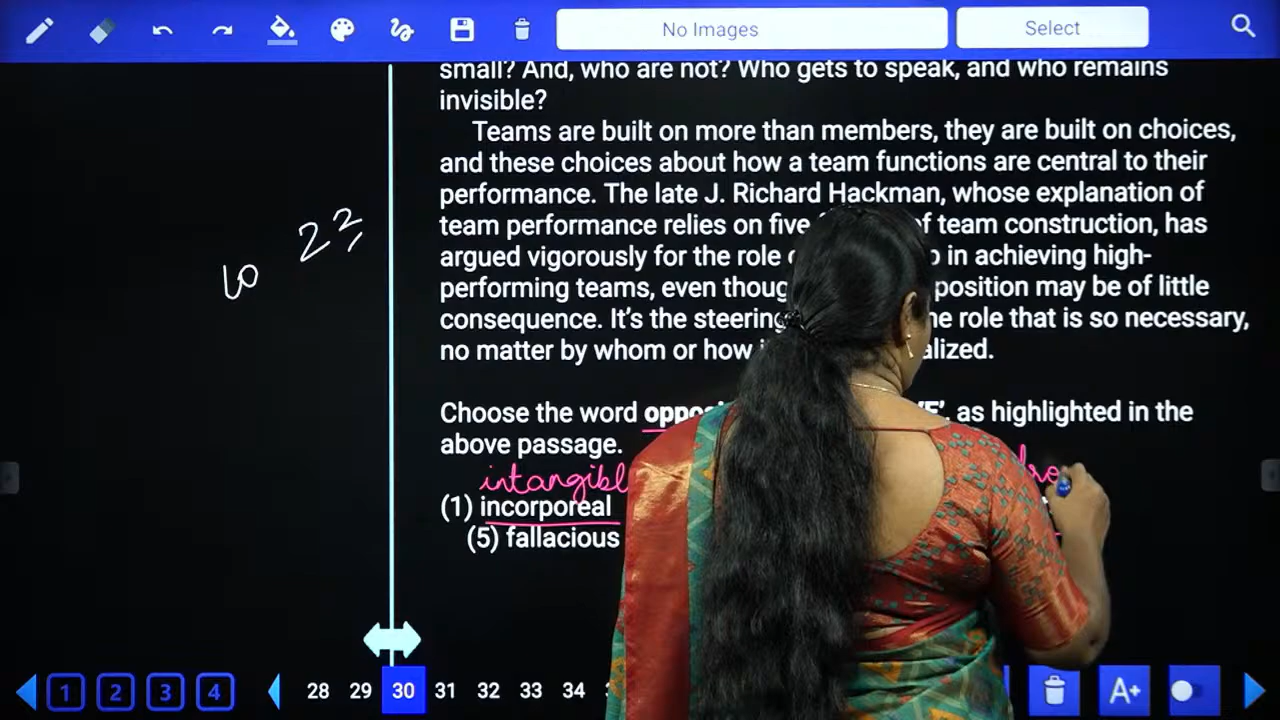 No Images
Select
small? And, who are not? Who gets to speak, and who remains
invisible?
Teams are built on more than members, they are built on choices,
and these choices about how a team functions are central to their
performance. The late J. Richard Hackman, whose explanation of
team performance relies on five of team construction, has
argued vigorously for the role in achieving high-
performing teams, even position may be of little
consequence. It's the steering the role that is so necessary,
no matter by whom or how
Choose the word 'E', as highlighted in the
above passage.
intangible
(1) incorporeal
(5) fallacious
22
10
1 2 3 4 28 29 30 31 32 33 34
A+